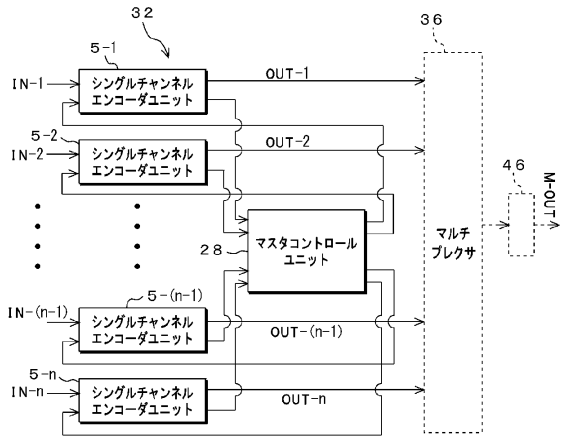 32
36
5-1
IN-1
シングルチャンネル
エンコーダユニット
OUT-1
5-2
IN-2
シングルチャンネル
エンコーダユニット
OUT-2
46
M-OUT
28
マスタコントロール
ユニット
マルチ
プレクサ
5-(n-1)
IN-(n-1)
シングルチャンネル
エンコーダユニット
OUT-(n-1)
5-n
IN-n
シングルチャンネル
エンコーダユニット
OUT-n